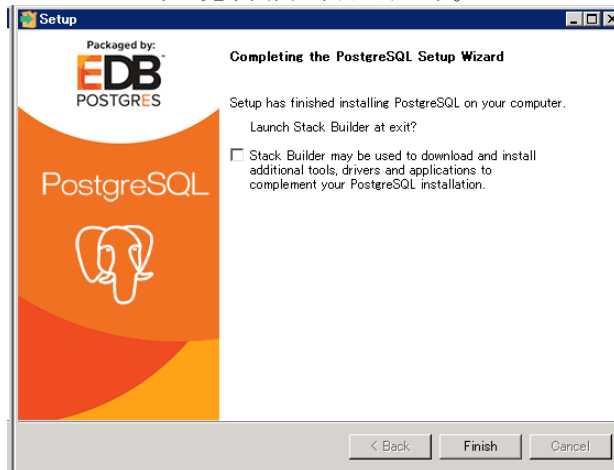 Setup
Packaged by:
EDB
POSTGRES
PostgreSQL
Completing the PostgreSQL Setup Wizard
Setup has finished installing PostgreSQL on your computer.
Launch Stack Builder at exit?
Stack Builder may be used to download and install
additional tools, drivers and applications to
complement your PostgreSQL installation.
< Back
Finish
Cancel